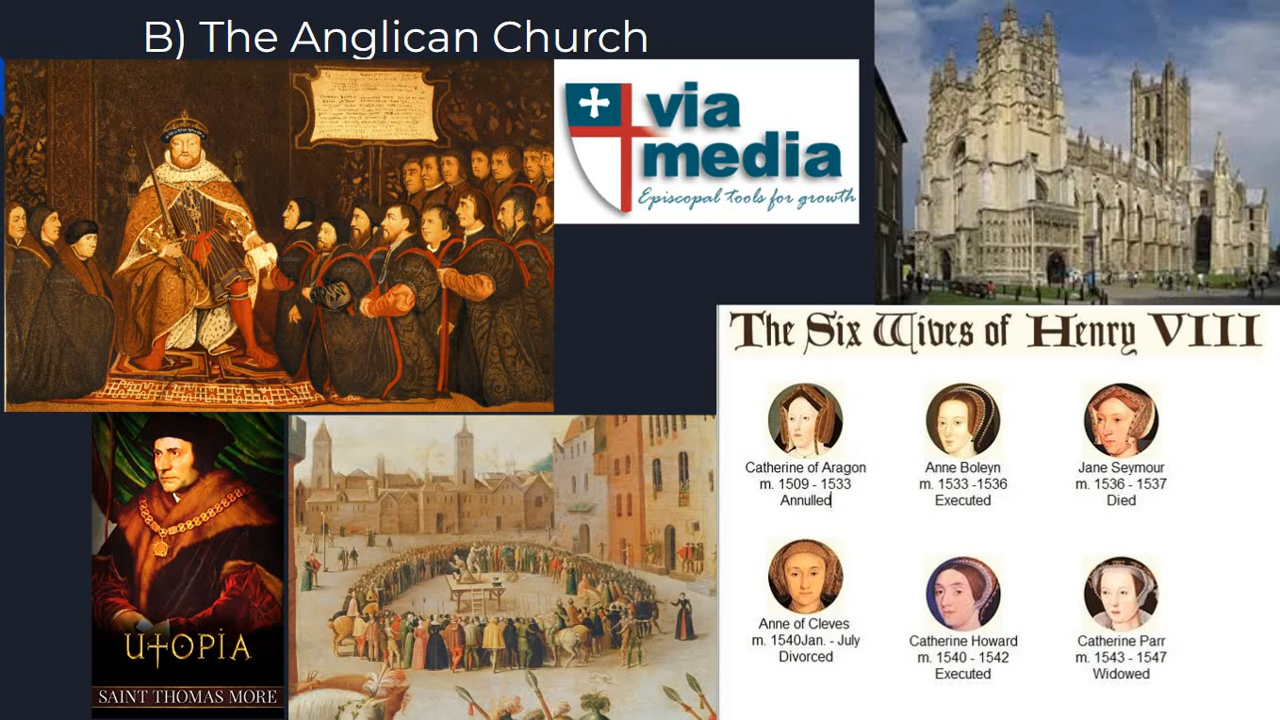 B) The Anglican Church
via
media
Episcopal tools for growth
The Six Wives of Henry VIII
Catherine of Aragon
m. 1509 - 1533
Annulled
Anne Boleyn
m. 1533 -1536
Executed
Jane Seymour
m. 1536 - 1537
Died
Anne of Cleves
m. 1540Jan. - July
Divorced
Catherine Howard
m. 1540 - 1542
Executed
Catherine Parr
m. 1543 - 1547
Widowed
UTOPIA
SAINT THOMAS MORE